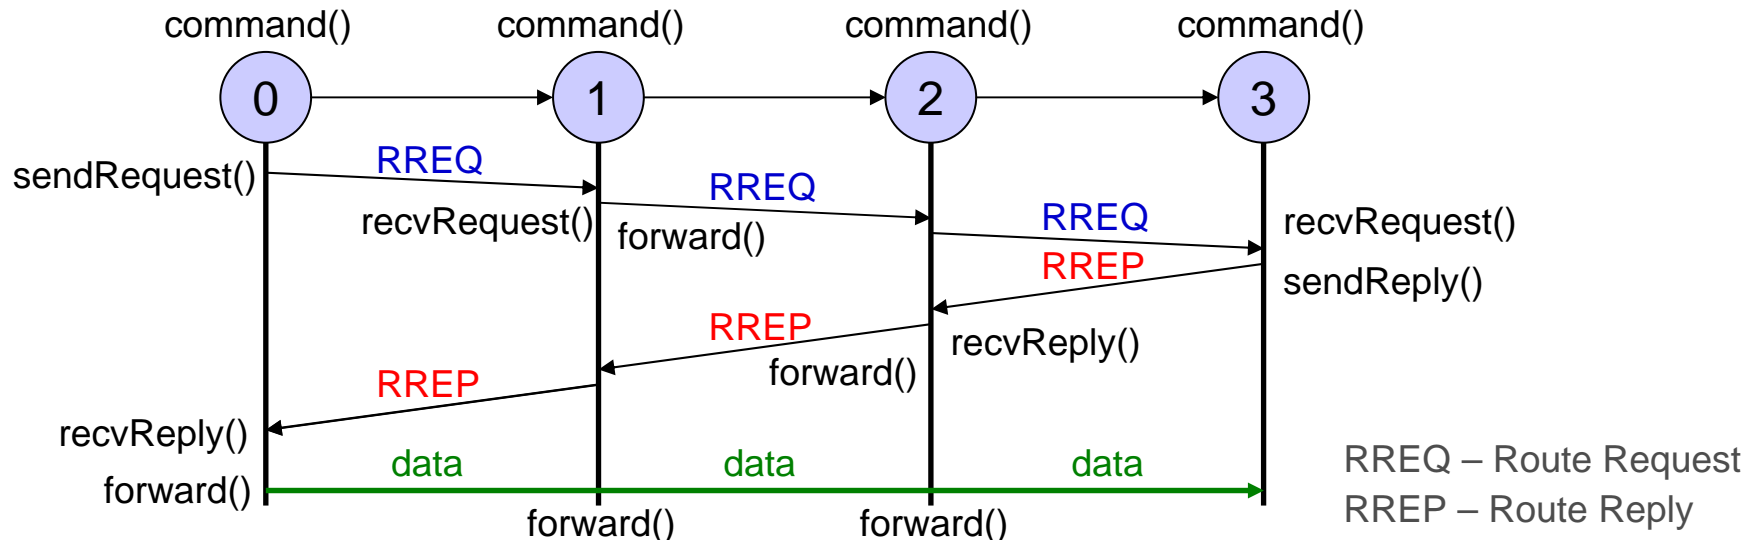 command() command() command() command()
0 1 2 3
RREQ
sendRequest()
RREQ
RREQ
recvRequest() forward() recvRequest()
RREP
sendReply()
RREP
recvReply()
forward()
RREP
recvReply()
data data data
RREQ – Route Request
forward()
RREP – Route Reply
forward() forward()